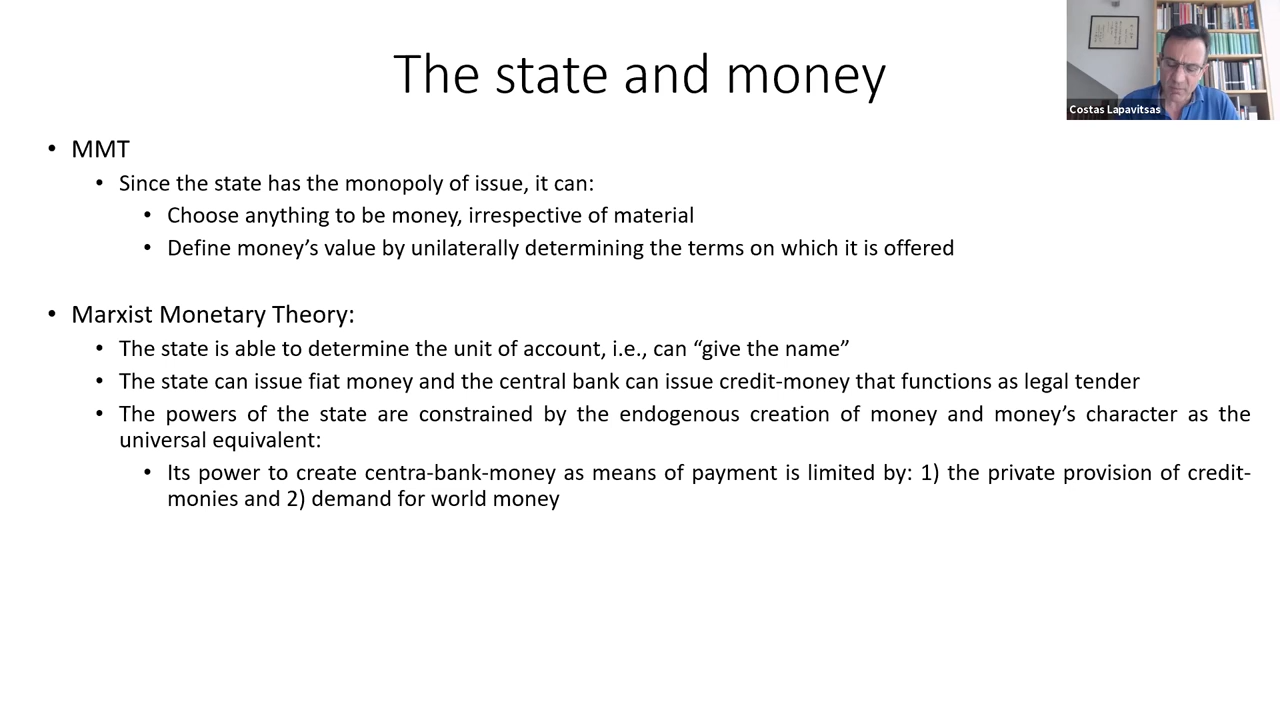 The state and money
Costas Lapavitsas
• MMT
• Since the state has the monopoly of issue, it can:
• Choose anything to be money, irrespective of material
• Define money’s value by unilaterally determining the terms on which it is offered
• Marxist Monetary Theory:
• The state is able to determine the unit of account, i.e., can “give the name”
• The state can issue fiat money and the central bank can issue credit-money that functions as legal tender
• The powers of the state are constrained by the endogenous creation of money and money’s character as the
universal equivalent:
• Its power to create centra-bank-money as means of payment is limited by: 1) the private provision of credit-
monies and 2) demand for world money